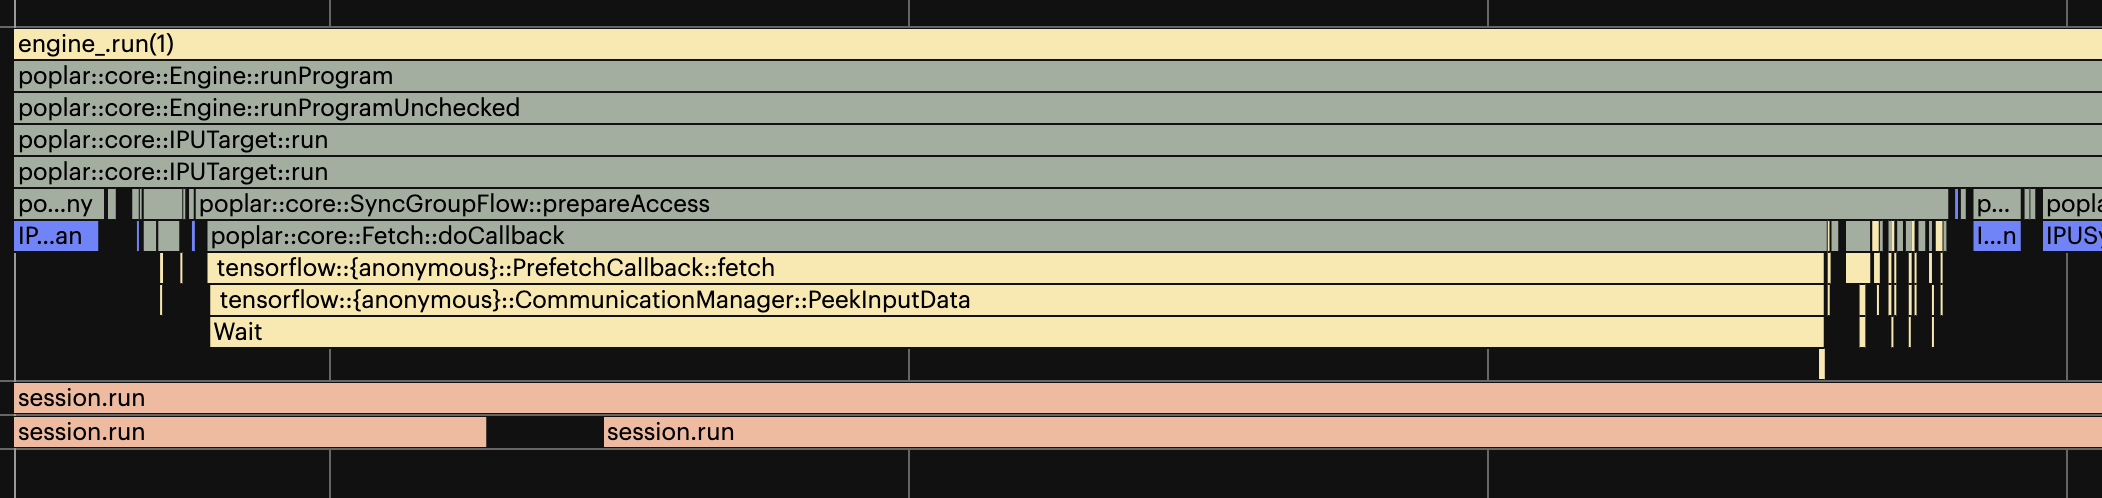 engine_.run(1)
poplar::core::Engine::runProgram
poplar::core::Engine::runProgramUnchecked
poplar::core::IPUTarget::run
poplar::core::IPUTarget::run
po...ny poplar::core::SyncGroupFlow::prepareAccess p... popla
IP...an poplar::core::Fetch::doCallback I...n IPUSy
tensorflow::{anonymous}::PrefetchCallback::fetch
tensorflow::{anonymous}::CommunicationManager::PeekInputData
Wait
session.run
session.run session.run